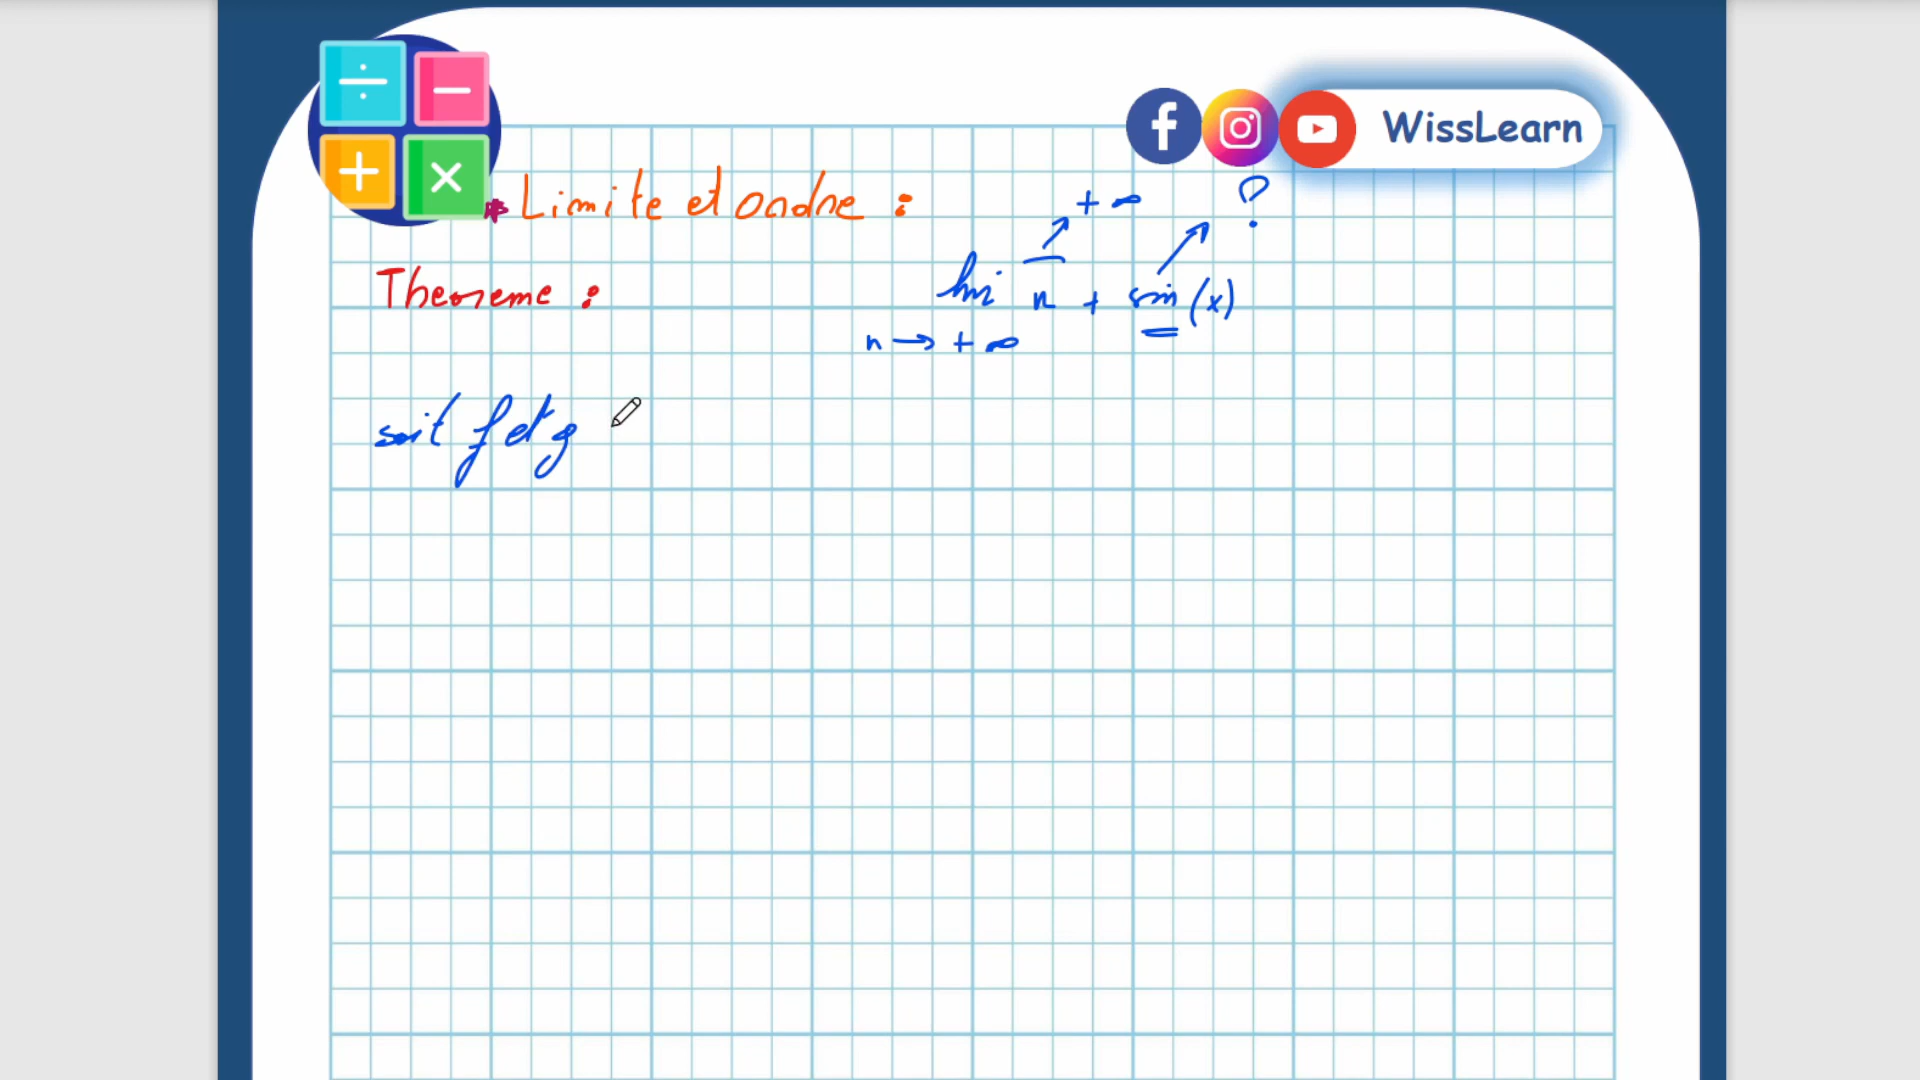 WissLearn
* Limite et ordre :
+ ∞ ?
Theoreme :
lim x + sin (x)
x → + ∞
soit f et g